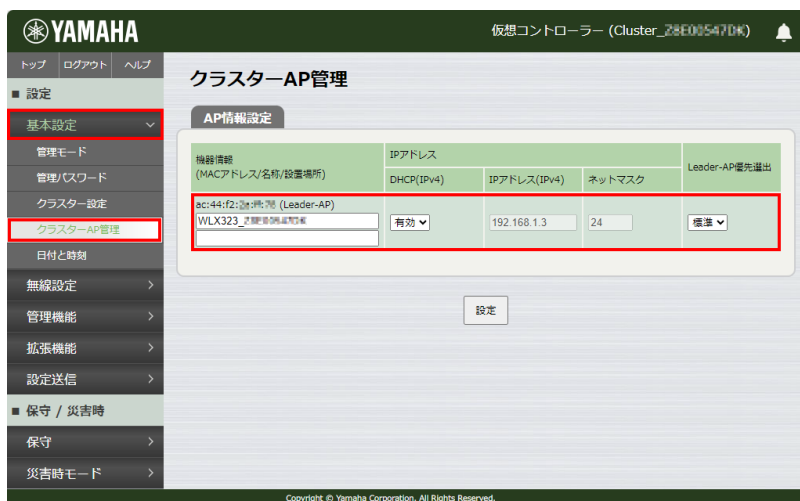 YAMAHA
仮想コントローラー (Cluster_
トップ ログアウト ヘルプ
■ 設定
基本設定
管理モード
管理パスワード
クラスター設定
クラスターAP管理
日付と時刻
無線設定
管理機能
拡張機能
設定送信
■ 保守 / 災害時
保守
災害時モード
クラスターAP管理
AP情報設定
機器情報
(MACアドレス/名称/設置場所)
IPアドレス
DHCP(IPv4) IPアドレス(IPv4) ネットマスク
Leader-AP優先選出
ac:44:f2: (Leader-AP)
WLX323_
有効 192.168.1.3 24 標準
設定
Copyright © Yamaha Corporation. All Rights Reserved.